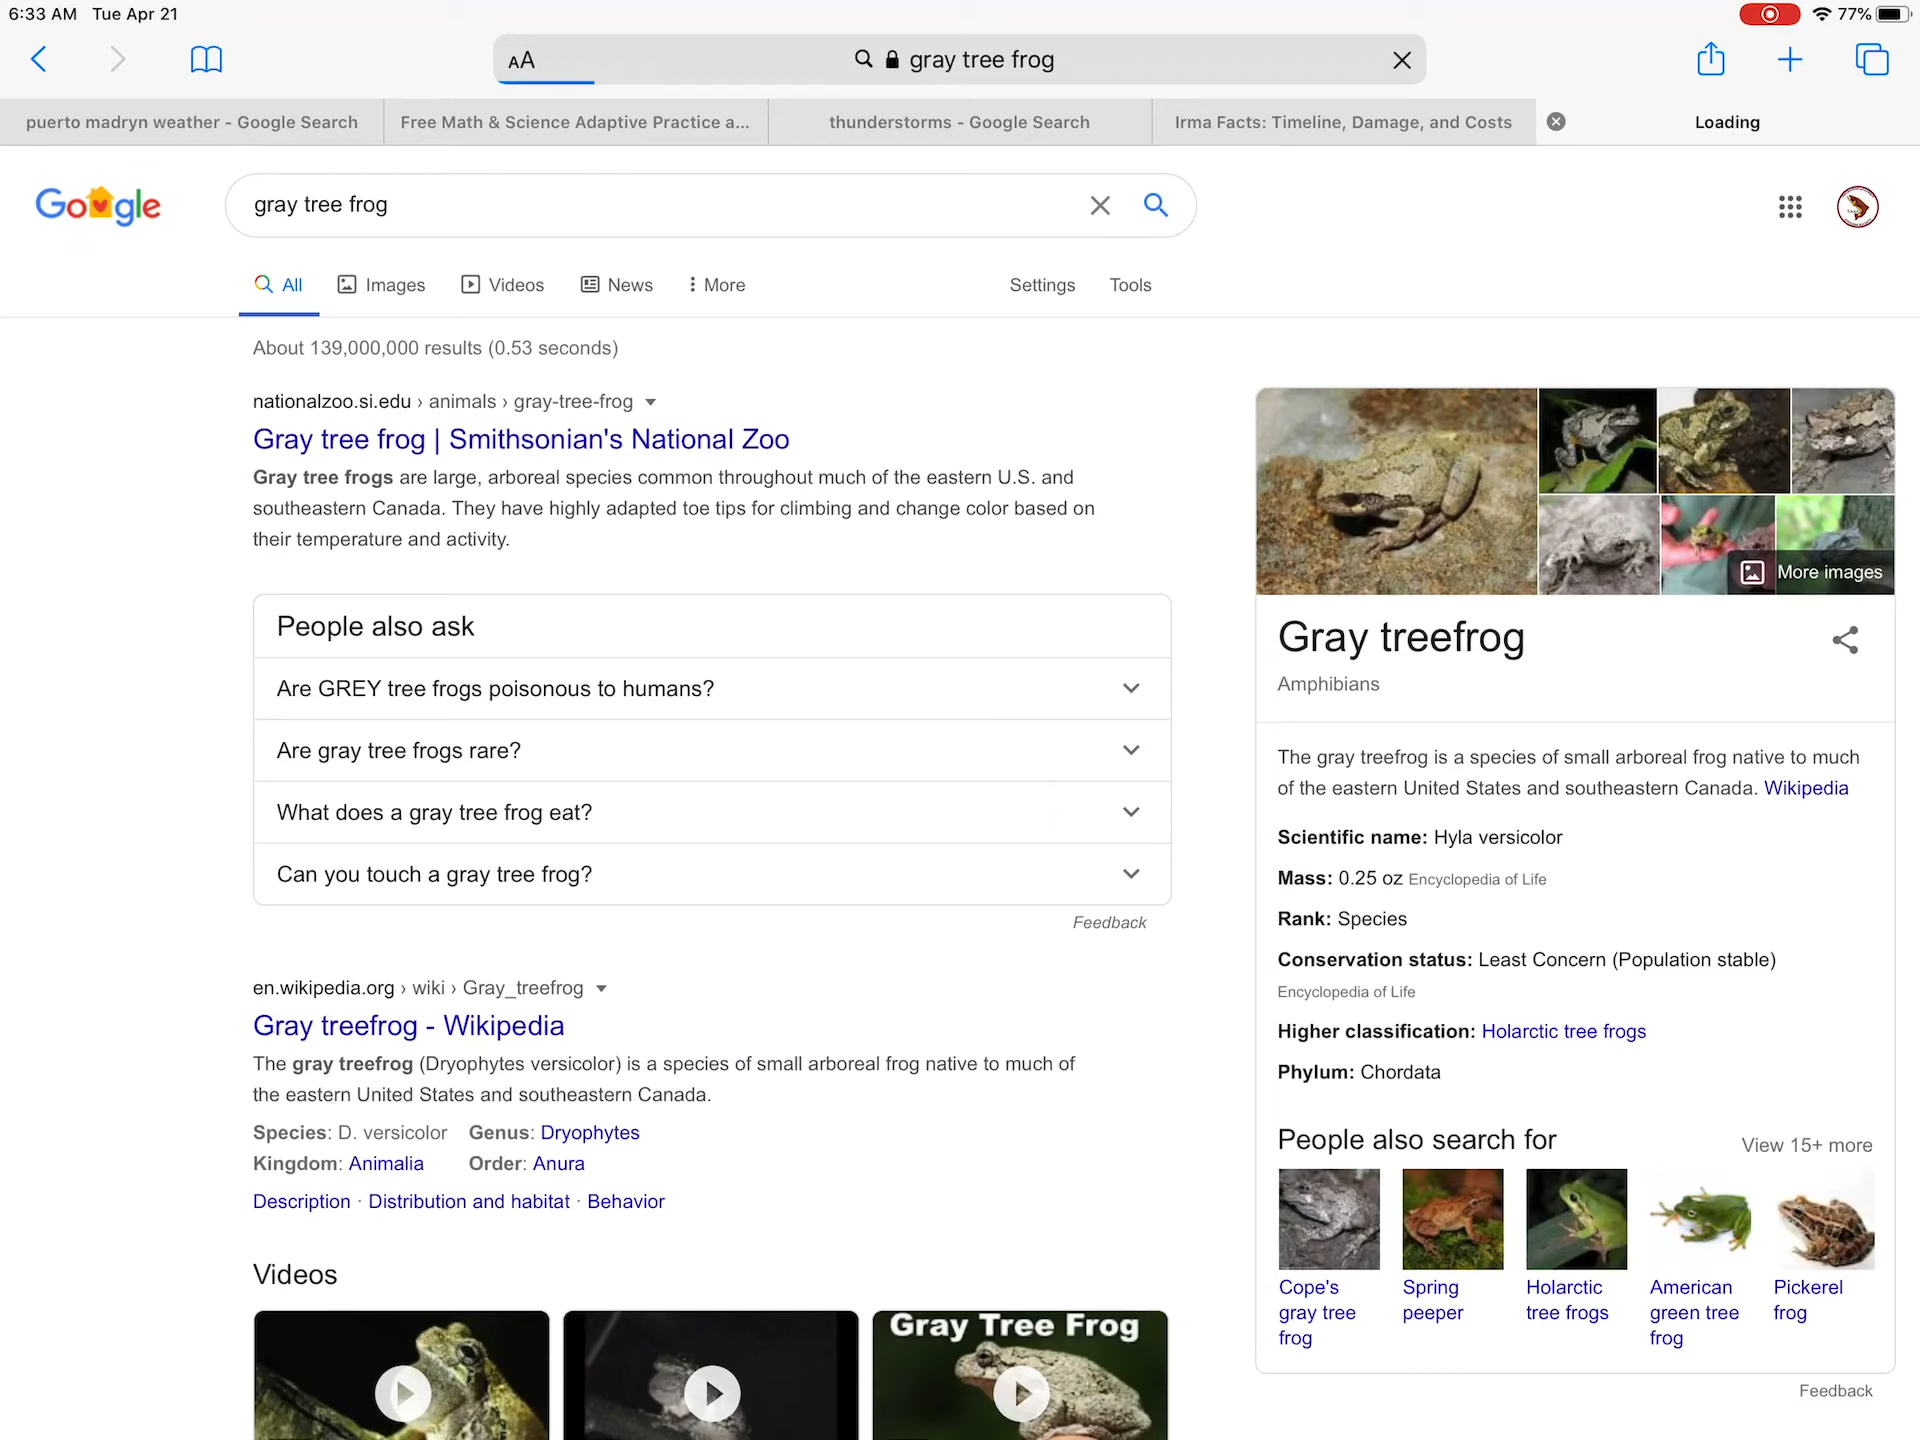 6:33 AM Tue Apr 21
77%
AA
gray tree frog
puerto madryn weather - Google Search
Free Math & Science Adaptive Practice a...
thunderstorms - Google Search
Irma Facts: Timeline, Damage, and Costs
Loading
Google
gray tree frog
All
Images
Videos
News
More
Settings
Tools
About 139,000,000 results (0.53 seconds)
nationalzoo.si.edu › animals › gray-tree-frog
Gray tree frog | Smithsonian's National Zoo
Gray tree frogs are large, arboreal species common throughout much of the eastern U.S. and
southeastern Canada. They have highly adapted toe tips for climbing and change color based on
their temperature and activity.
People also ask
Are GREY tree frogs poisonous to humans?
Are gray tree frogs rare?
What does a gray tree frog eat?
Can you touch a gray tree frog?
Feedback
en.wikipedia.org › wiki › Gray_treefrog
Gray treefrog - Wikipedia
The gray treefrog (Dryophytes versicolor) is a species of small arboreal frog native to much of
the eastern United States and southeastern Canada.
Species: D. versicolor Genus: Dryophytes
Kingdom: Animalia Order: Anura
Description · Distribution and habitat · Behavior
Videos
Gray Tree Frog
More images
Gray treefrog
Amphibians
The gray treefrog is a species of small arboreal frog native to much
of the eastern United States and southeastern Canada. Wikipedia
Scientific name: Hyla versicolor
Mass: 0.25 oz Encyclopedia of Life
Rank: Species
Conservation status: Least Concern (Population stable)
Encyclopedia of Life
Higher classification: Holarctic tree frogs
Phylum: Chordata
People also search for
View 15+ more
Cope's
gray tree
frog
Spring
peeper
Holarctic
tree frogs
American
green tree
frog
Pickerel
frog
Feedback